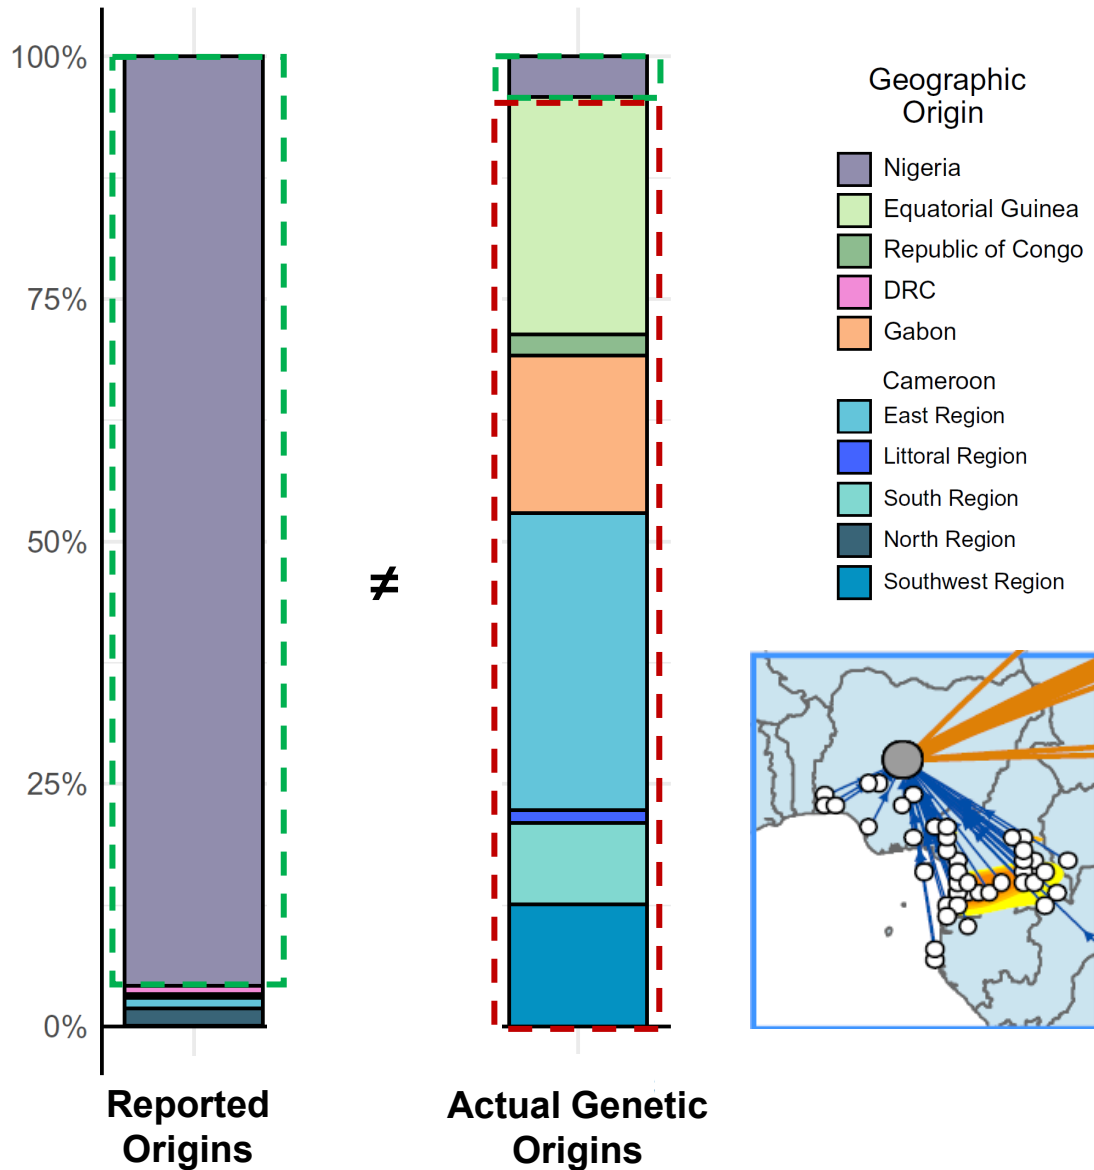 100%
75%
50%
25%
0%
Reported
Origins
≠
Actual Genetic
Origins
Geographic
Origin
Nigeria
Equatorial Guinea
Republic of Congo
DRC
Gabon
Cameroon
East Region
Littoral Region
South Region
North Region
Southwest Region